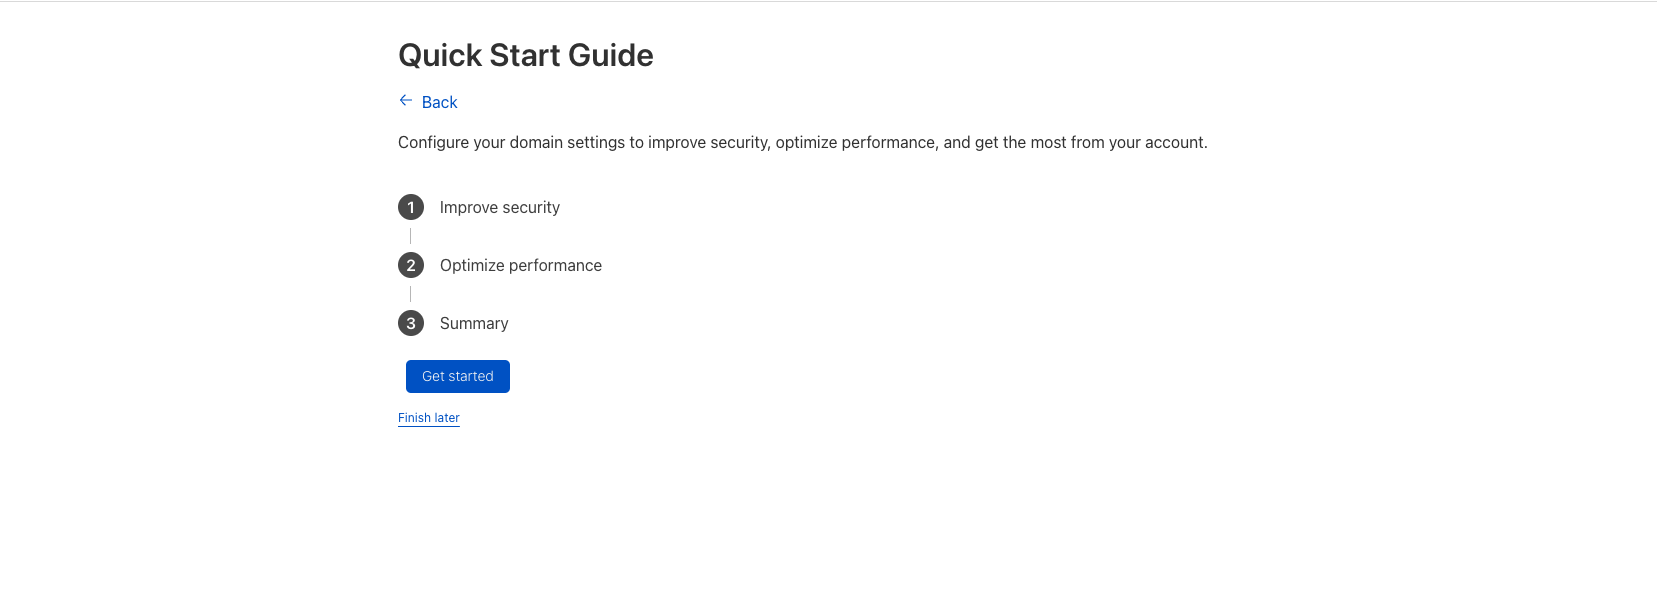 Quick Start Guide
← Back
Configure your domain settings to improve security, optimize performance, and get the most from your account.
1 Improve security
2 Optimize performance
3 Summary
Get started
Finish later